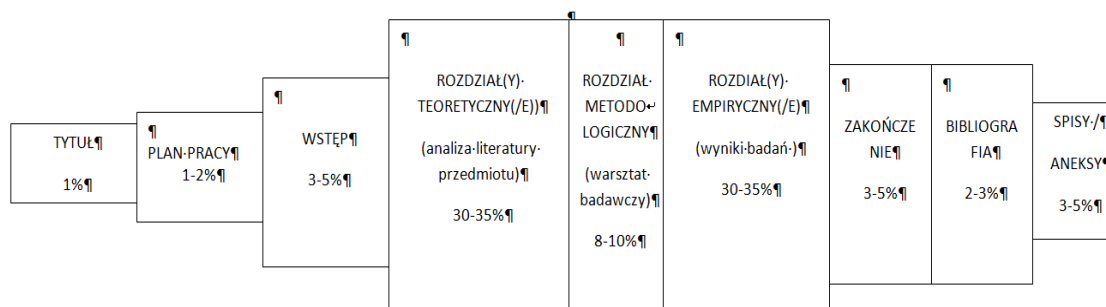 ¶
TYTUŁ¶
1%¶
¶
PLAN·PRACY¶
1-2%¶
¶
WSTĘP¶
3-5%¶
¶
ROZDZIAŁ(Y)·
TEORETYCZNY(/E))¶
(analiza·literatury·
przedmiotu)¶
30-35%¶
¶
ROZDZIAŁ·
METODO↵
LOGICZNY¶
(warsztat·
badawczy)¶
8-10%¶
¶
ROZDIAŁ(Y)·
EMPIRYCZNY(/E)¶
(wyniki·badań·)¶
30-35%¶
¶
ZAKOŃCZE
NIE¶
3-5%¶
¶
BIBLIOGRA
FIA¶
2-3%¶
SPISY·/¶
ANEKSY¶
3-5%¶